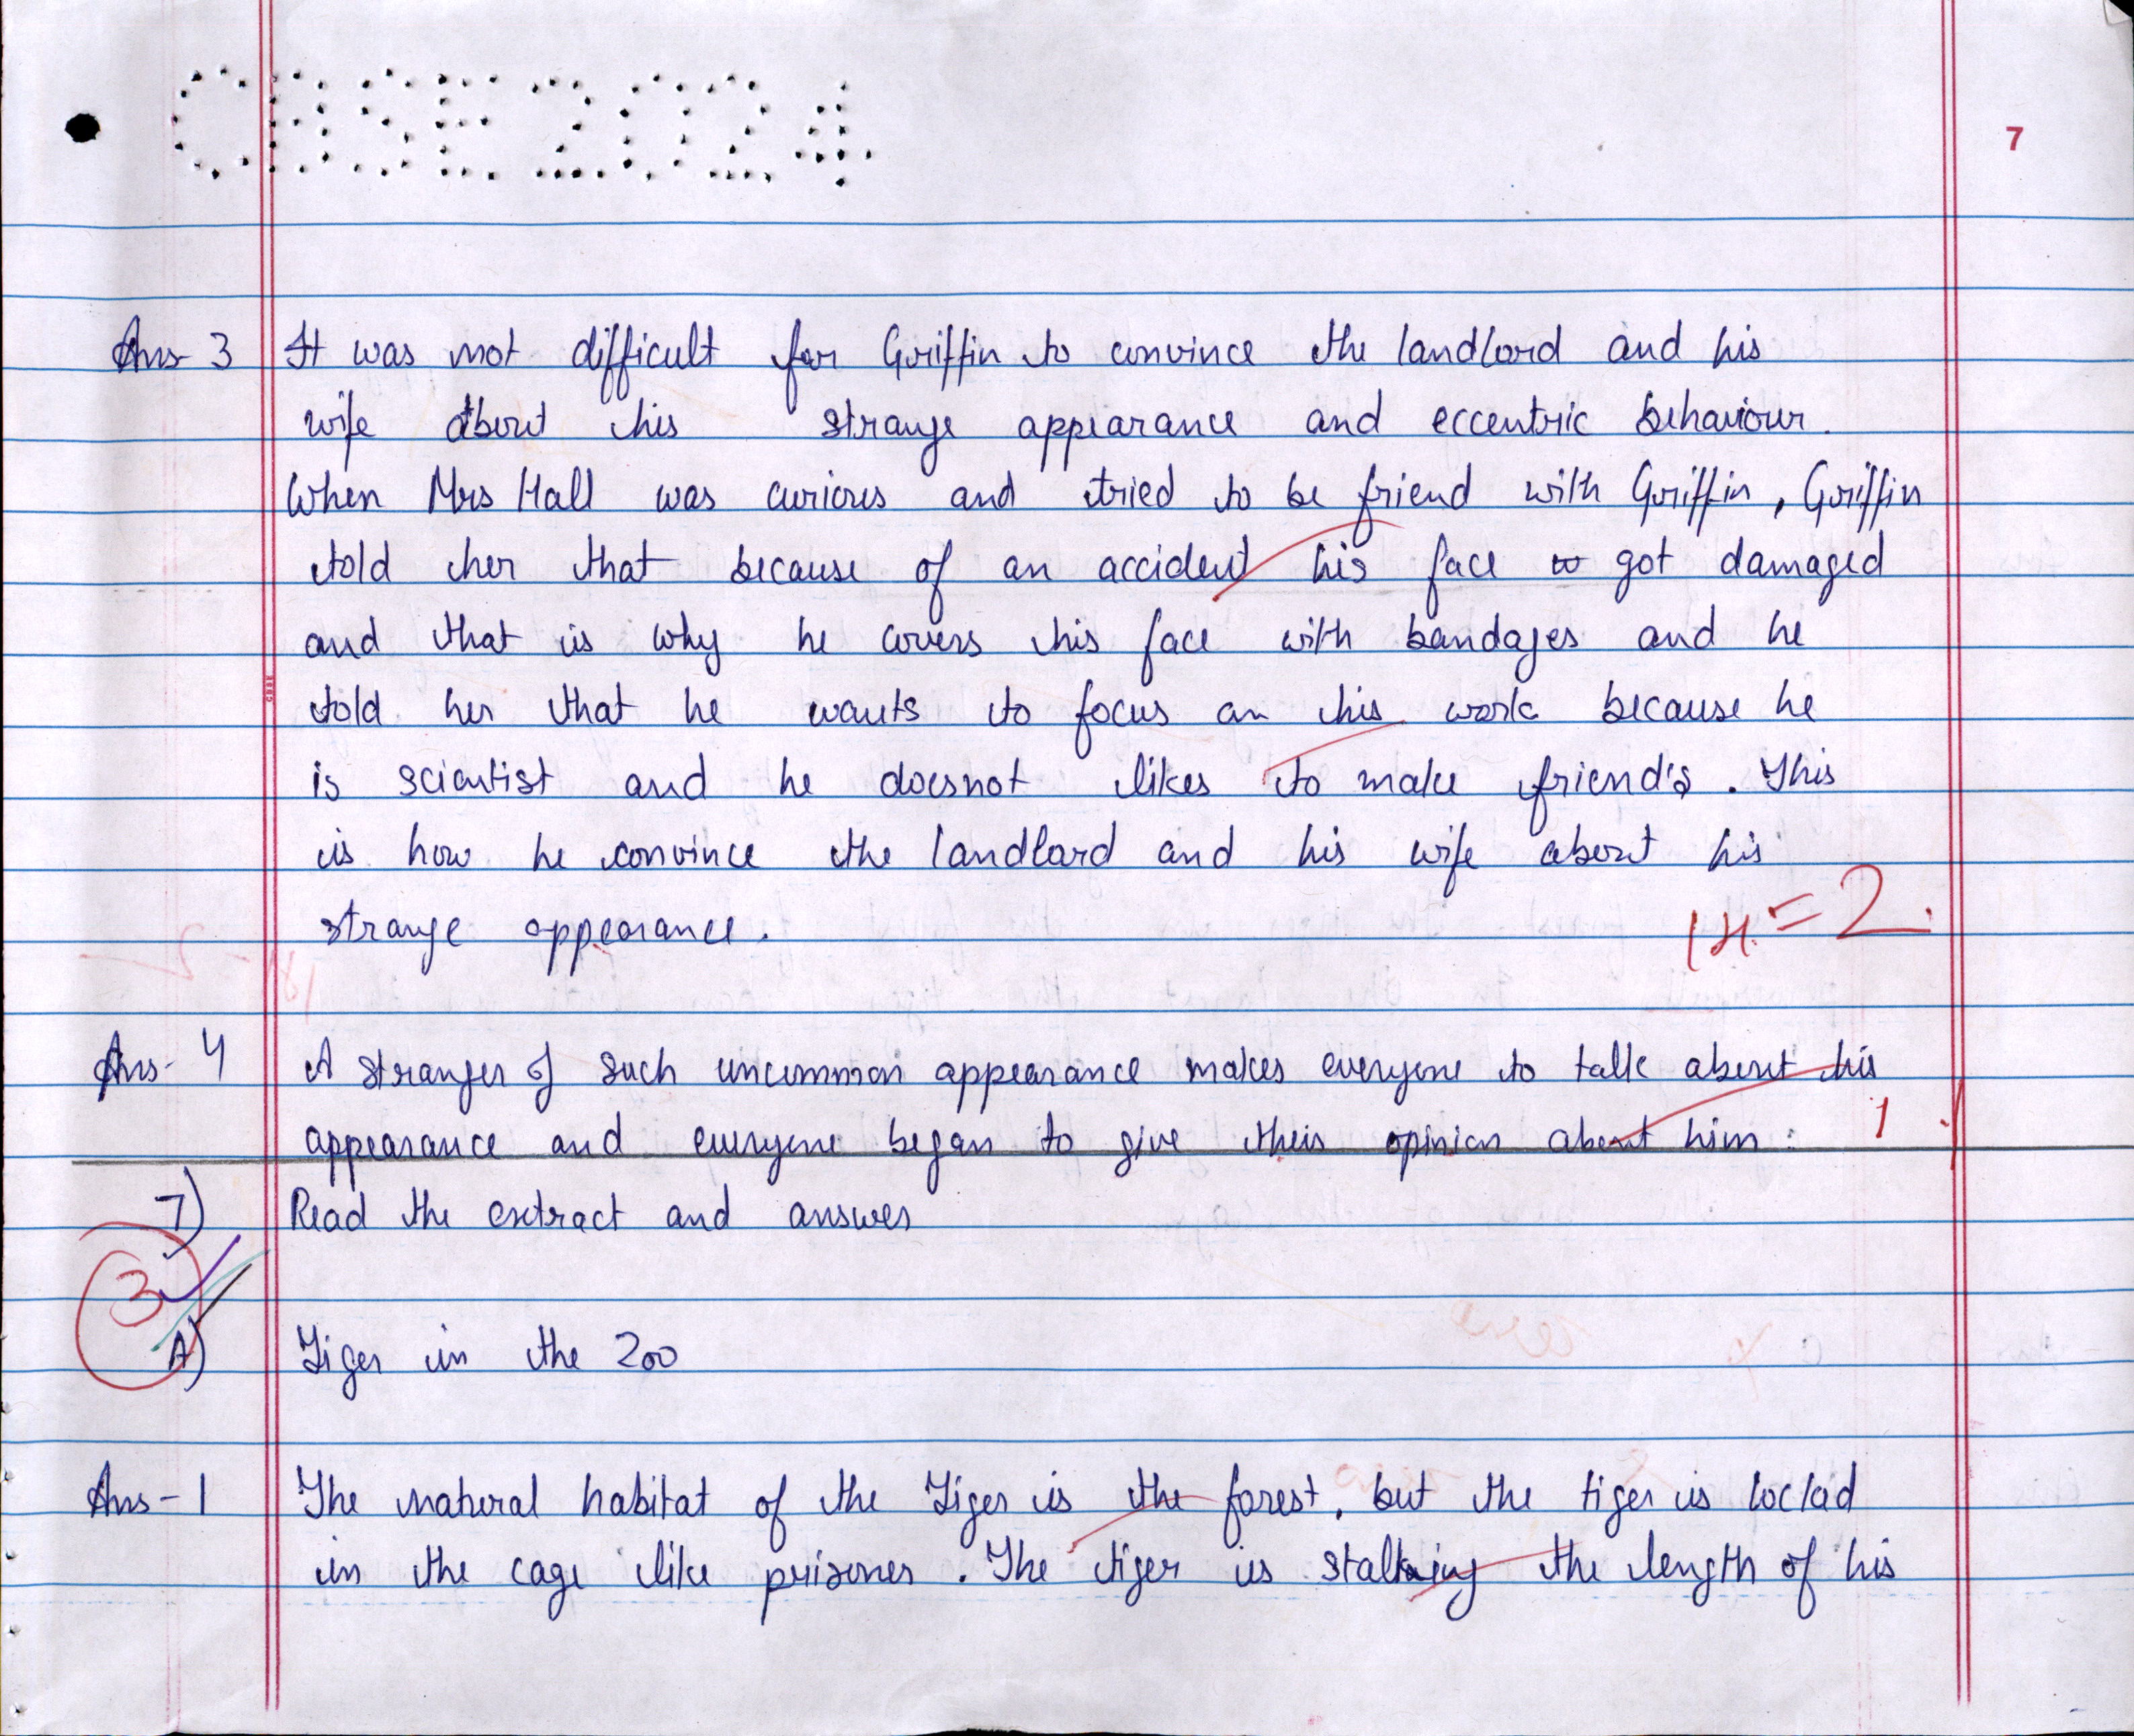 CBSE 2024
7
Ans-3 It was not difficult for Griffin to convince the landlord and his
wife about his strange appearance and eccentric behaviour.
When Mrs Hall was curious and tried to be friend with Griffin, Griffin
told her that because of an accident his face got damaged
and that is why he covers his face with bandages and he
told her that he wants to focus on his work because he
is scientist and he doesnot likes to make friend's. This
is how he convince the landlord and his wife about his
strange appearance.
1+1=2
Ans-4 A stranger of such uncommon appearance makes everyone to talk about his
appearance and everyone began to give their opinion about him. 1
7) Read the extract and answer
3
A) Tiger in the Zoo
Ans-1 The natural habitat of the Tiger is the forest, but the tiger is locked
in the cage like prisoner. The tiger is stalking the length of his